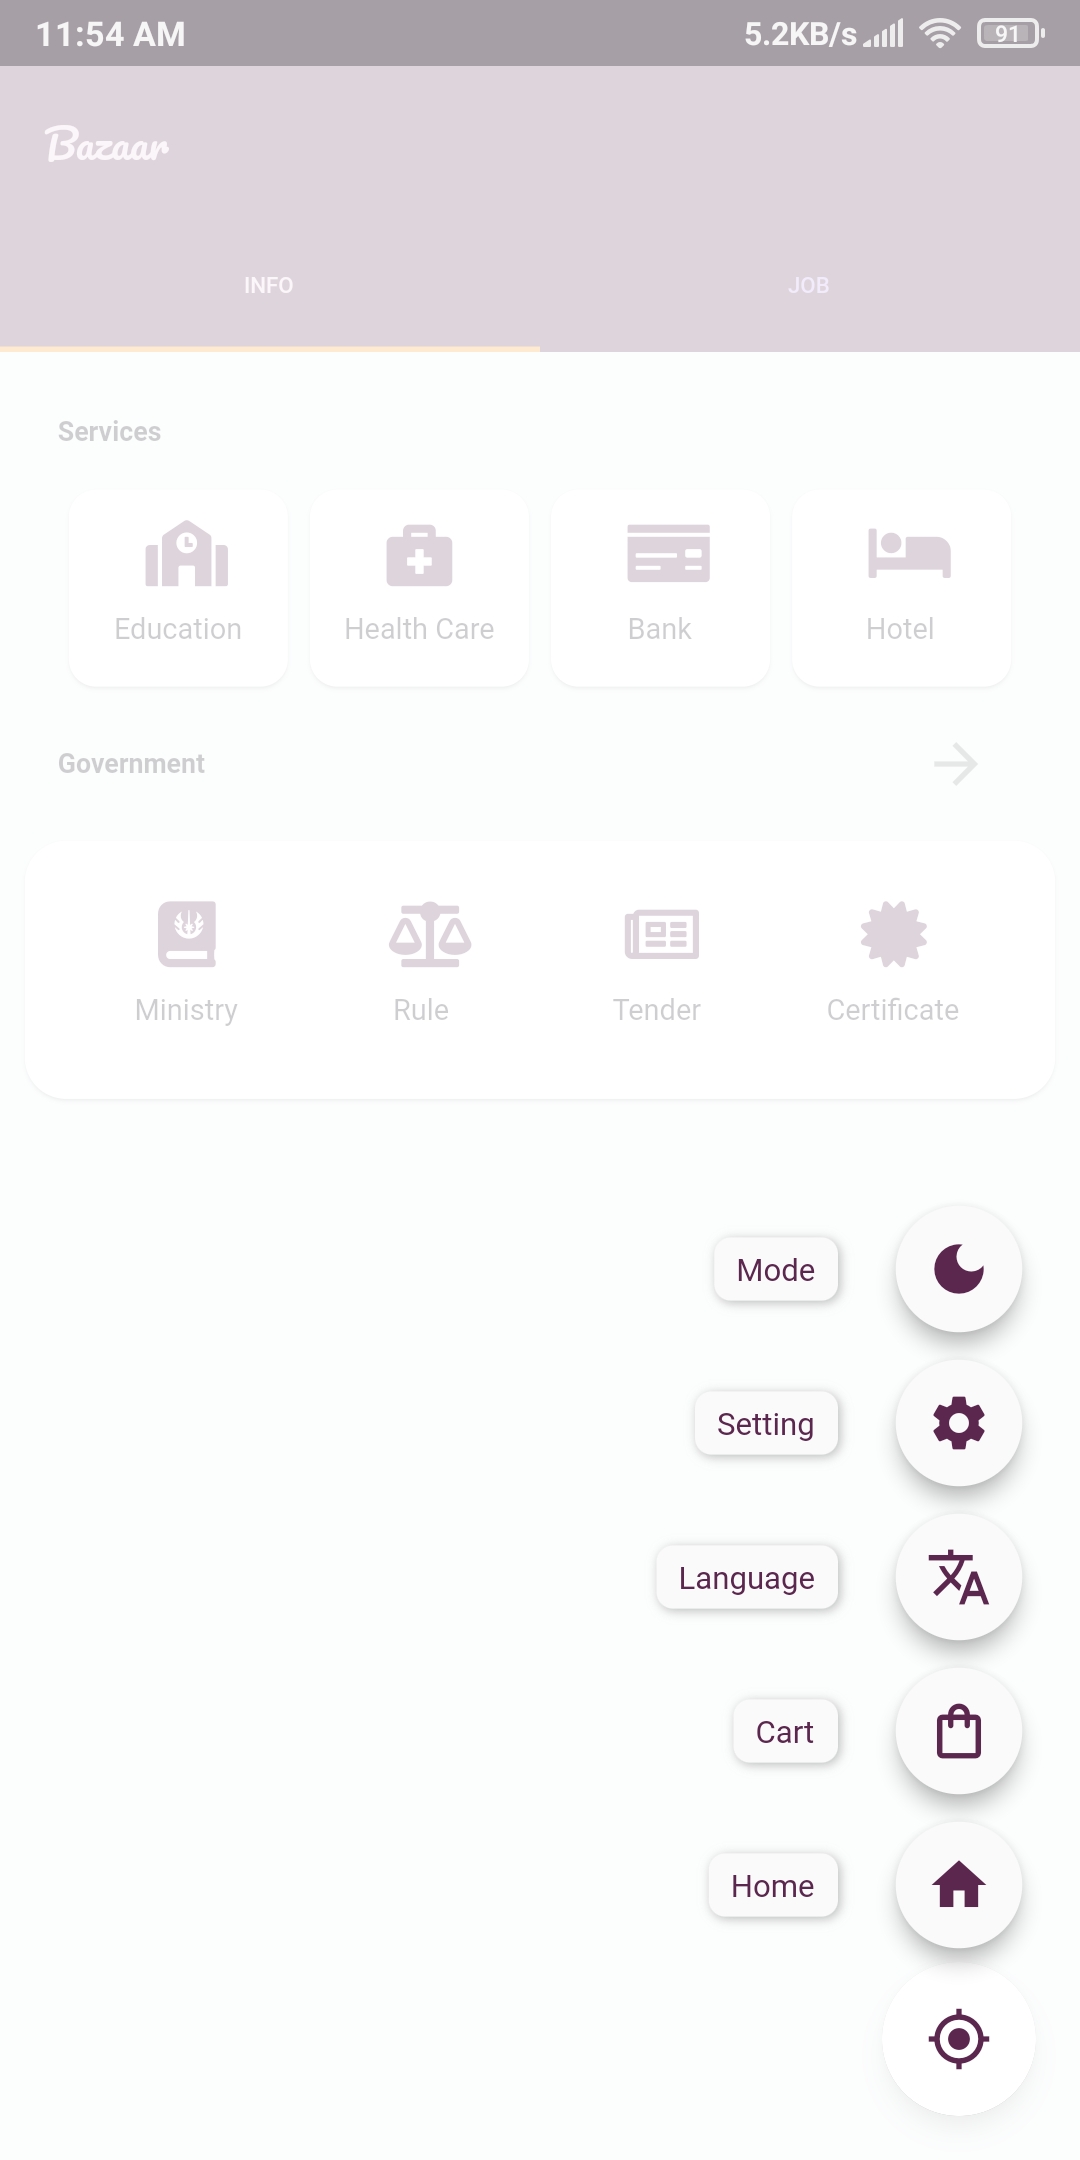 11:54 AM 5.2KB/s 91
Bazaar
INFO JOB
Services
Education Health Care Bank Hotel
Government
Ministry Rule Tender Certificate
Mode
Setting
Language
Cart
Home